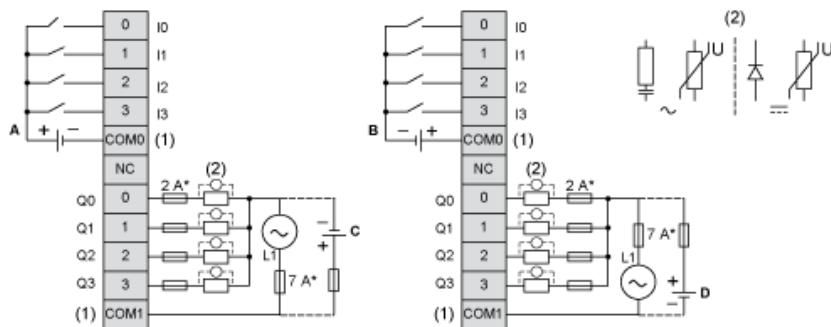 0 I0 0 I0 (2)
1 I1 1 I1 IU IU
2 I2 2 I2
3 I3 3 I3 ~
A + − COM0 (1) B − + COM0 (1)
NC (2) NC (2)
Q0 0 2 A* Q0 0 2 A*
Q1 1 − C Q1 1 7 A*
Q2 2 ~ + Q2 2 L1
Q3 3 L1 7 A* Q3 3 ~ + − D
(1) COM1 (1) COM1